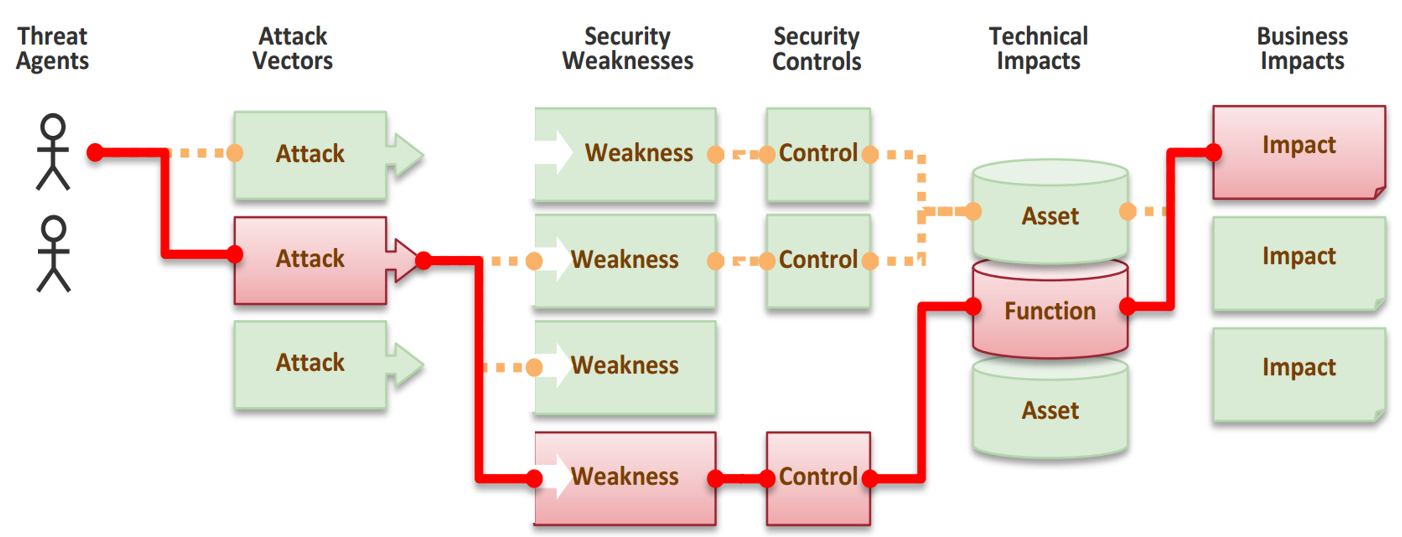 Threat
Agents
Attack
Vectors
Security
Weaknesses
Security
Controls
Technical
Impacts
Business
Impacts
Attack
Weakness
Control
Impact
Asset
Attack
Weakness
Control
Impact
Function
Attack
Weakness
Impact
Asset
Weakness
Control